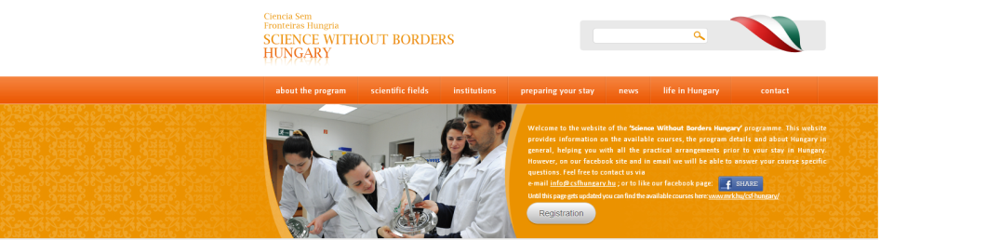 Ciencia Sem
Fronteiras Hungria
SCIENCE WITHOUT BORDERS
HUNGARY
about the program
scientific fields
institutions
preparing your stay
news
life in Hungary
contact
Welcome to the website of the 'Science Without Borders Hungary' programme. This website
provides information on the available courses, the program details and about Hungary in
general, helping you with all the practical arrangements prior to your stay in Hungary.
However, on our facebook site and in email we will be able to answer your course specific
questions. Feel free to contact us via
e-mail info@csfhungary.hu ; or to like our facebook page: f SHARE
Until this page gets updated you can find the available courses here: www.mrk.hu/csf-hungary/
Registration